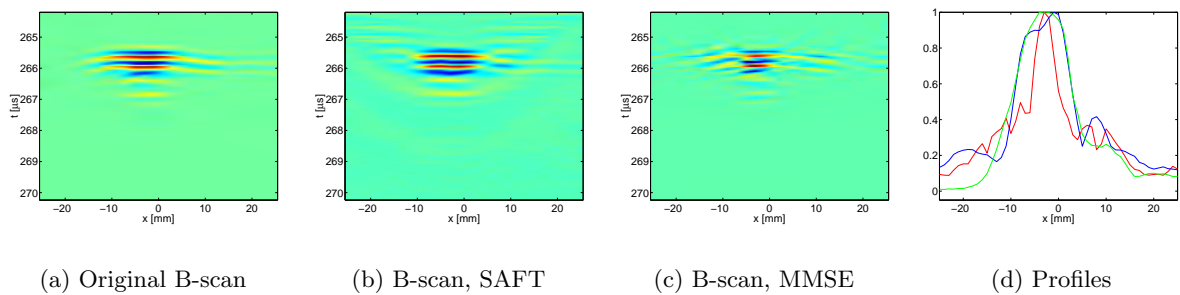 265
266
267
268
269
270
t [µs]
−20 −10 0 10 20
x [mm]
265
266
267
268
269
270
t [µs]
−20 −10 0 10 20
x [mm]
265
266
267
268
269
270
t [µs]
−20 −10 0 10 20
x [mm]
1
0.8
0.6
0.4
0.2
0
−20 −10 0 10 20
x [mm]
(a) Original B-scan
(b) B-scan, SAFT
(c) B-scan, MMSE
(d) Profiles